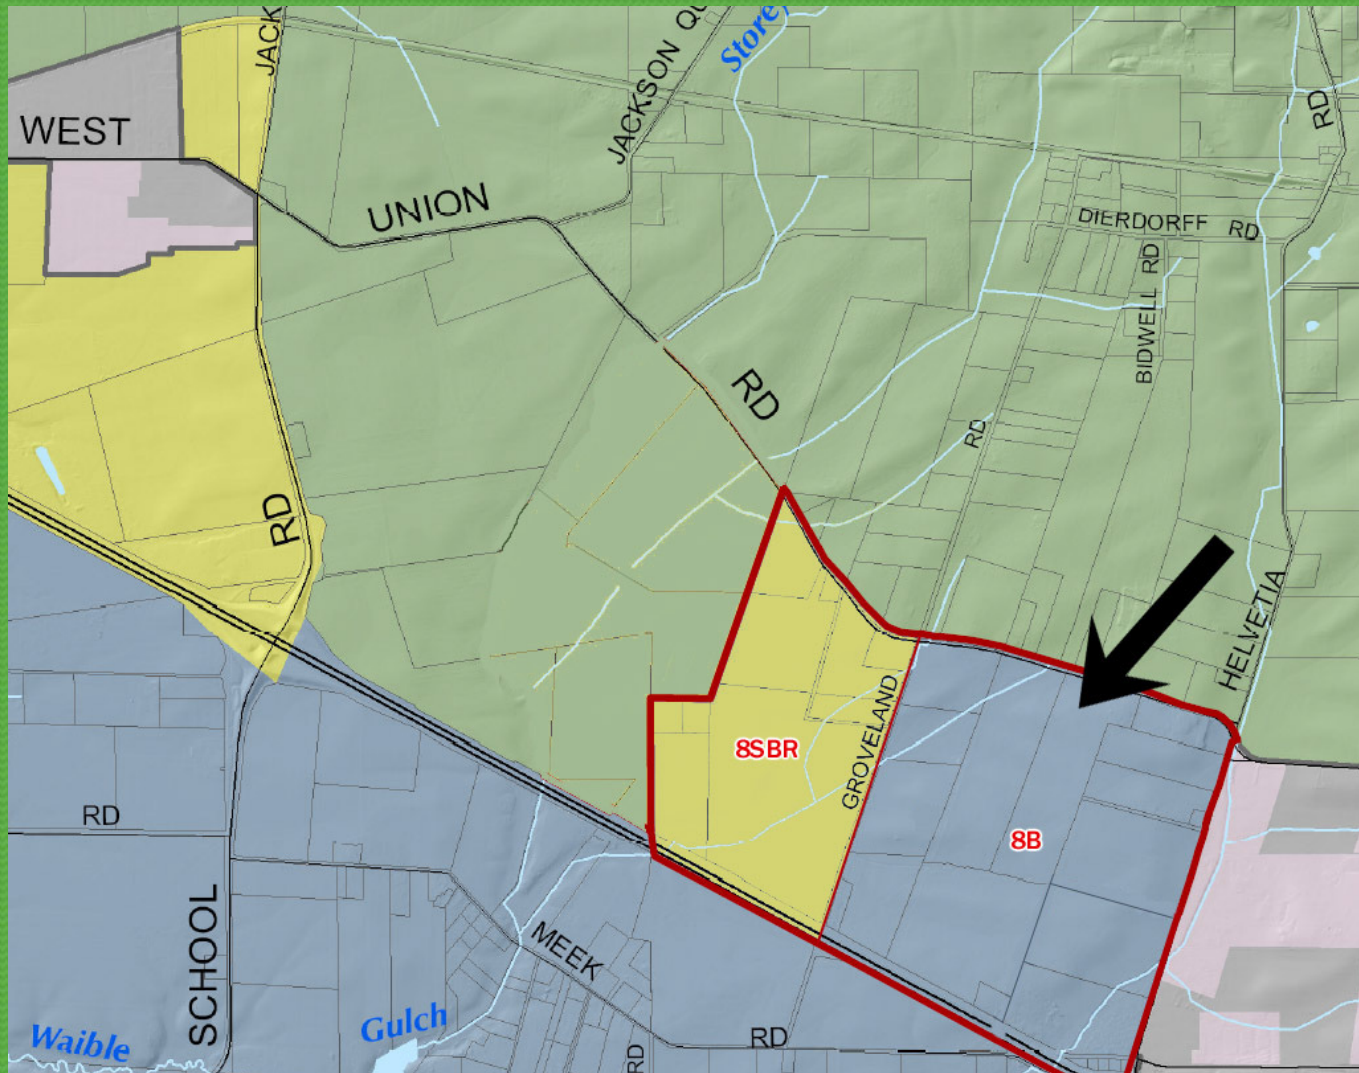 JACK
JACKSON QU
Storey
RD
WEST
UNION
DIERDORFF RD
BIDWELL RD
RD
RD
RD
HELVETIA
GROVELAND
8SBR
8B
RD
SCHOOL
MEEK
RD
RD
Gulch
Waible